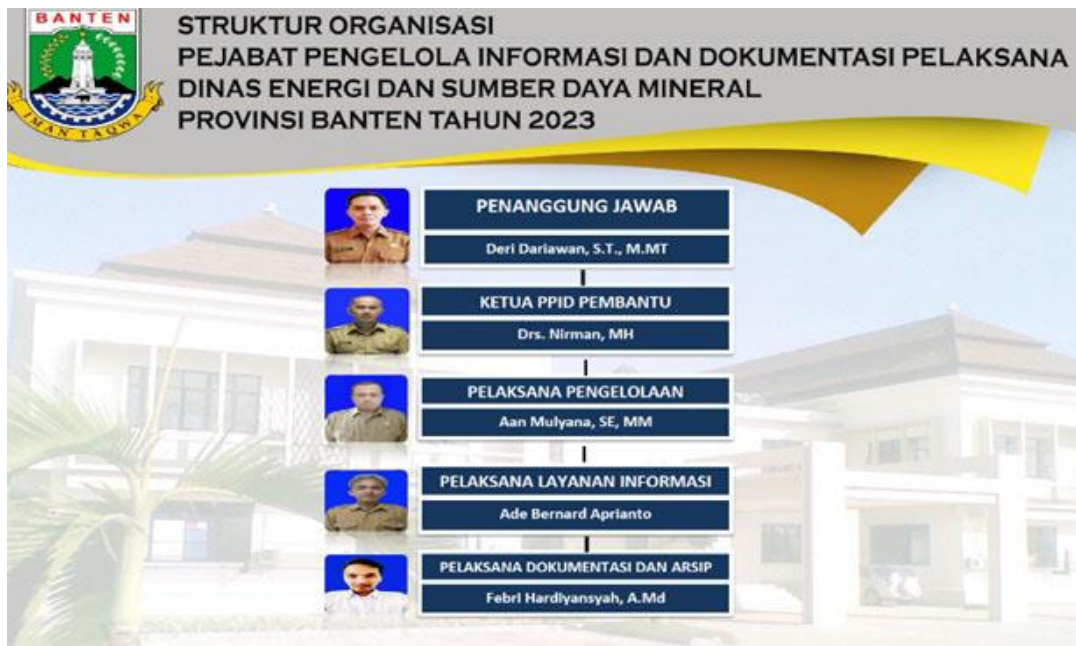 BANTEN
IMAN TAQWA
STRUKTUR ORGANISASI
PEJABAT PENGELOLA INFORMASI DAN DOKUMENTASI PELAKSANA
DINAS ENERGI DAN SUMBER DAYA MINERAL
PROVINSI BANTEN TAHUN 2023
PENANGGUNG JAWAB
Deri Dariawan, S.T., M.MT
KETUA PPID PEMBANTU
Drs. Nirman, MH
PELAKSANA PENGELOLAAN
Aan Mulyana, SE, MM
PELAKSANA LAYANAN INFORMASI
Ade Bernard Aprianto
PELAKSANA DOKUMENTASI DAN ARSIP
Febri Hardiyansyah, A.Md